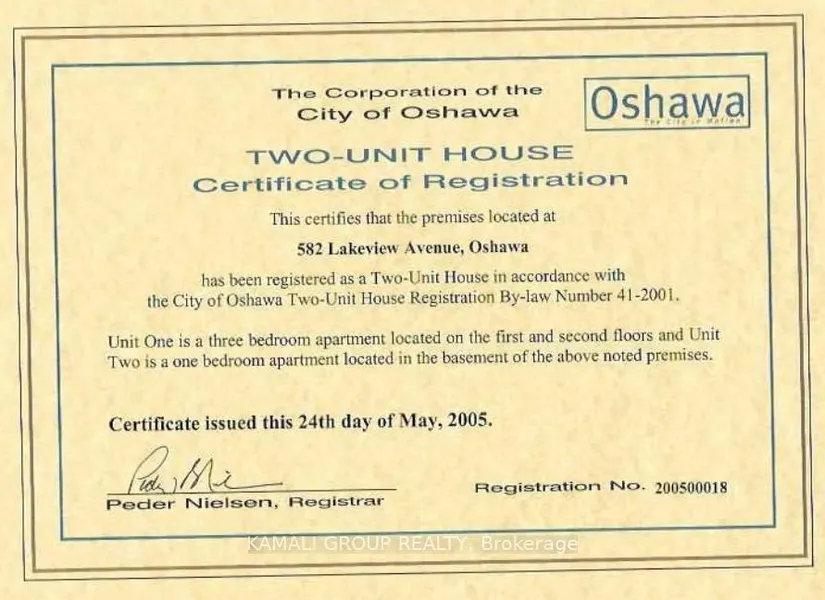 The Corporation of the
City of Oshawa
Oshawa
The City in Motion
TWO-UNIT HOUSE
Certificate of Registration
This certifies that the premises located at
582 Lakeview Avenue, Oshawa
has been registered as a Two-Unit House in accordance with
the City of Oshawa Two-Unit House Registration By-law Number 41-2001.
Unit One is a three bedroom apartment located on the first and second floors and Unit
Two is a one bedroom apartment located in the basement of the above noted premises.
Certificate issued this 24th day of May, 2005.
Peder Nielsen, Registrar
Registration No. 200500018
KAMALI GROUP REALTY, Brokerage